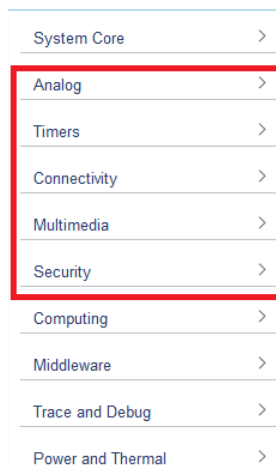 System Core
Analog
Timers
Connectivity
Multimedia
Security
Computing
Middleware
Trace and Debug
Power and Thermal